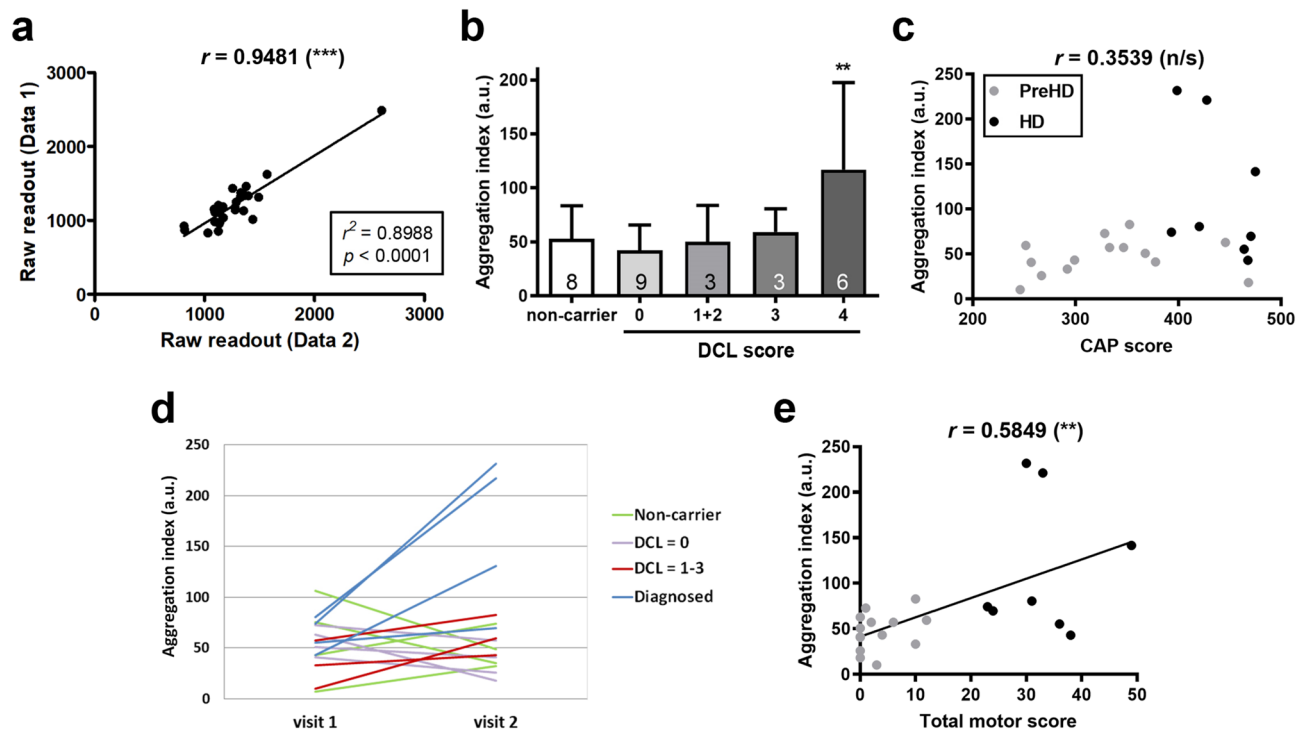 a
r = 0.9481 (***)
Raw readout (Data 1)
3000
2000
1000
0
0
1000
2000
3000
r² = 0.8988
p < 0.0001
Raw readout (Data 2)
b
Aggregation index (a.u.)
200
150
100
50
0
**
8
9
3
3
6
non-carrier
0
1+2
3
4
DCL score
c
r = 0.3539 (n/s)
Aggregation index (a.u.)
250
200
150
100
50
0
PreHD
HD
200
300
400
500
CAP score
d
Aggregation index (a.u.)
250
200
150
100
50
0
visit 1
visit 2
Non-carrier
DCL = 0
DCL = 1-3
Diagnosed
e
r = 0.5849 (**)
Aggregation index (a.u.)
250
200
150
100
50
0
0
10
20
30
40
50
Total motor score